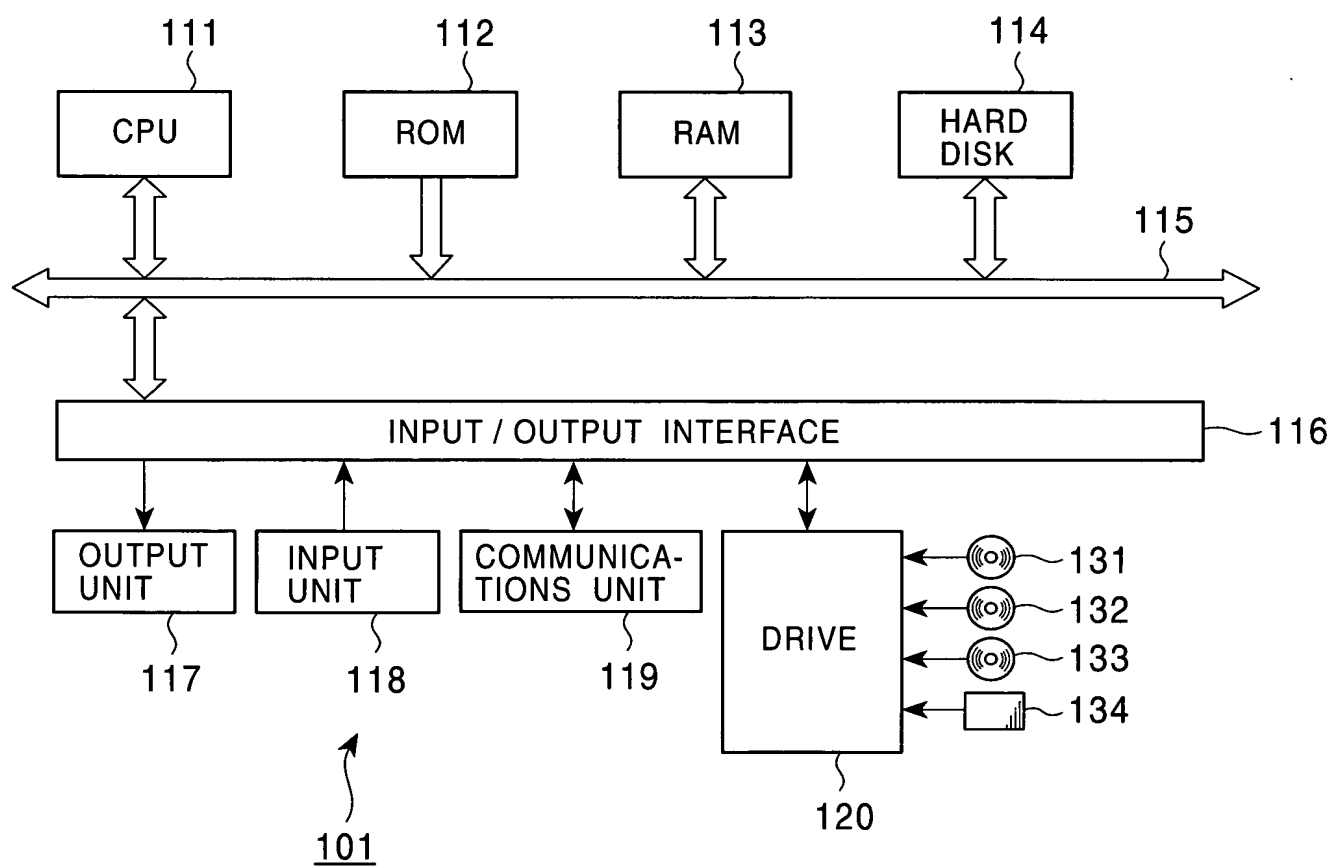 111
112
113
114
CPU
ROM
RAM
HARD
DISK
115
INPUT / OUTPUT INTERFACE
116
OUTPUT
UNIT
INPUT
UNIT
COMMUNICA-
TIONS UNIT
DRIVE
131
132
133
134
117
118
119
120
101